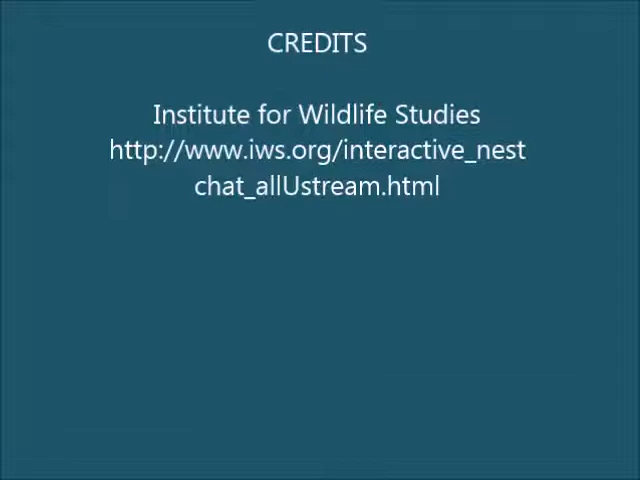 CREDITS
Institute for Wildlife Studies
http://www.iws.org/interactive_nest
chat_allUstream.html